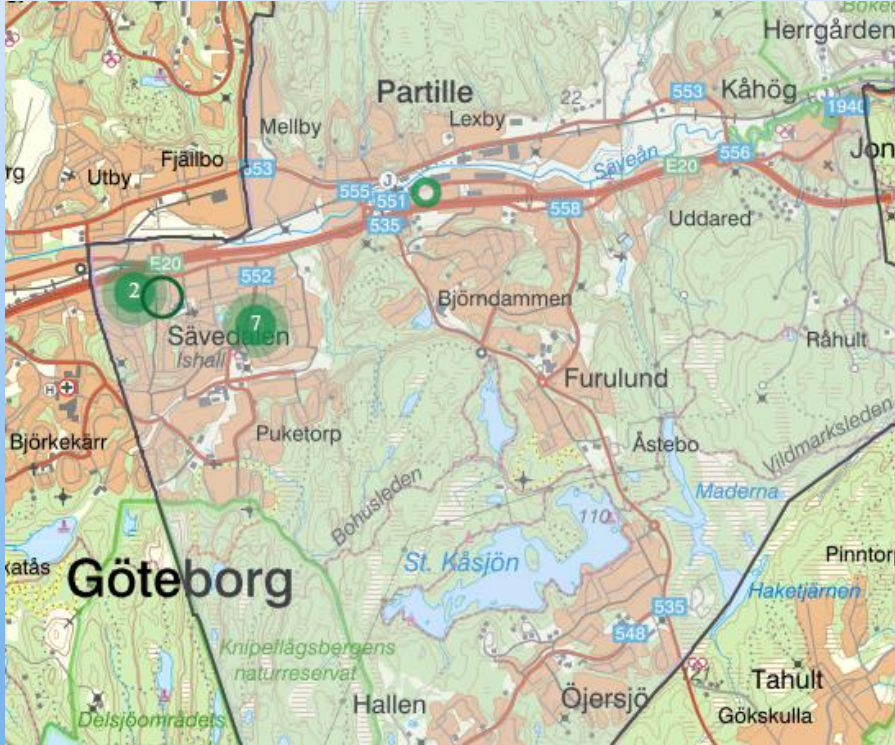 Herrgården
Partille
Kåhög
553
22
Lexby
1940
Mellby
Fjällbo
Jon
rg
Utby
553
Säveån
556
E20
555
J
551
558
535
Uddared
E20
552
2
Björndammen
7
Sävedalen
Råhult
Ishall
Furulund
H
Björkekärr
Puketorp
Åstebo
Vildmarksleden
Bohusleden
Maderna
110
katås
St. Kåsjön
Pinntorp
Göteborg
Haketjärnen
535
548
Knipeflågsbergens
naturreservat
21
Tahult
Hallen
Öjersjö
Delsjöområdets
Gökskulla